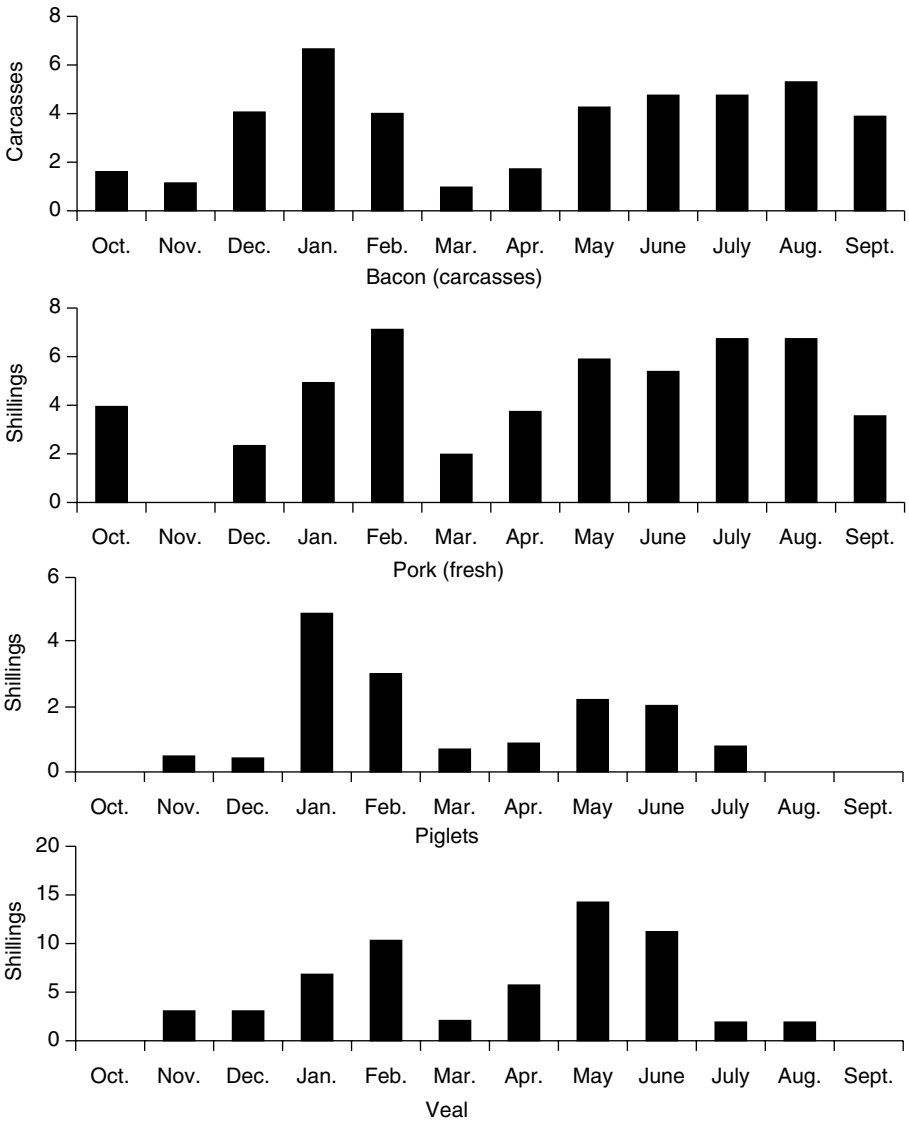 8
6
4
2
0
Carcasses
Oct. Nov. Dec. Jan. Feb. Mar. Apr. May June July Aug. Sept.
Bacon (carcasses)
8
6
4
2
0
Shillings
Oct. Nov. Dec. Jan. Feb. Mar. Apr. May June July Aug. Sept.
Pork (fresh)
6
4
2
0
Shillings
Oct. Nov. Dec. Jan. Feb. Mar. Apr. May June July Aug. Sept.
Piglets
20
15
10
5
0
Shillings
Oct. Nov. Dec. Jan. Feb. Mar. Apr. May June July Aug. Sept.
Veal